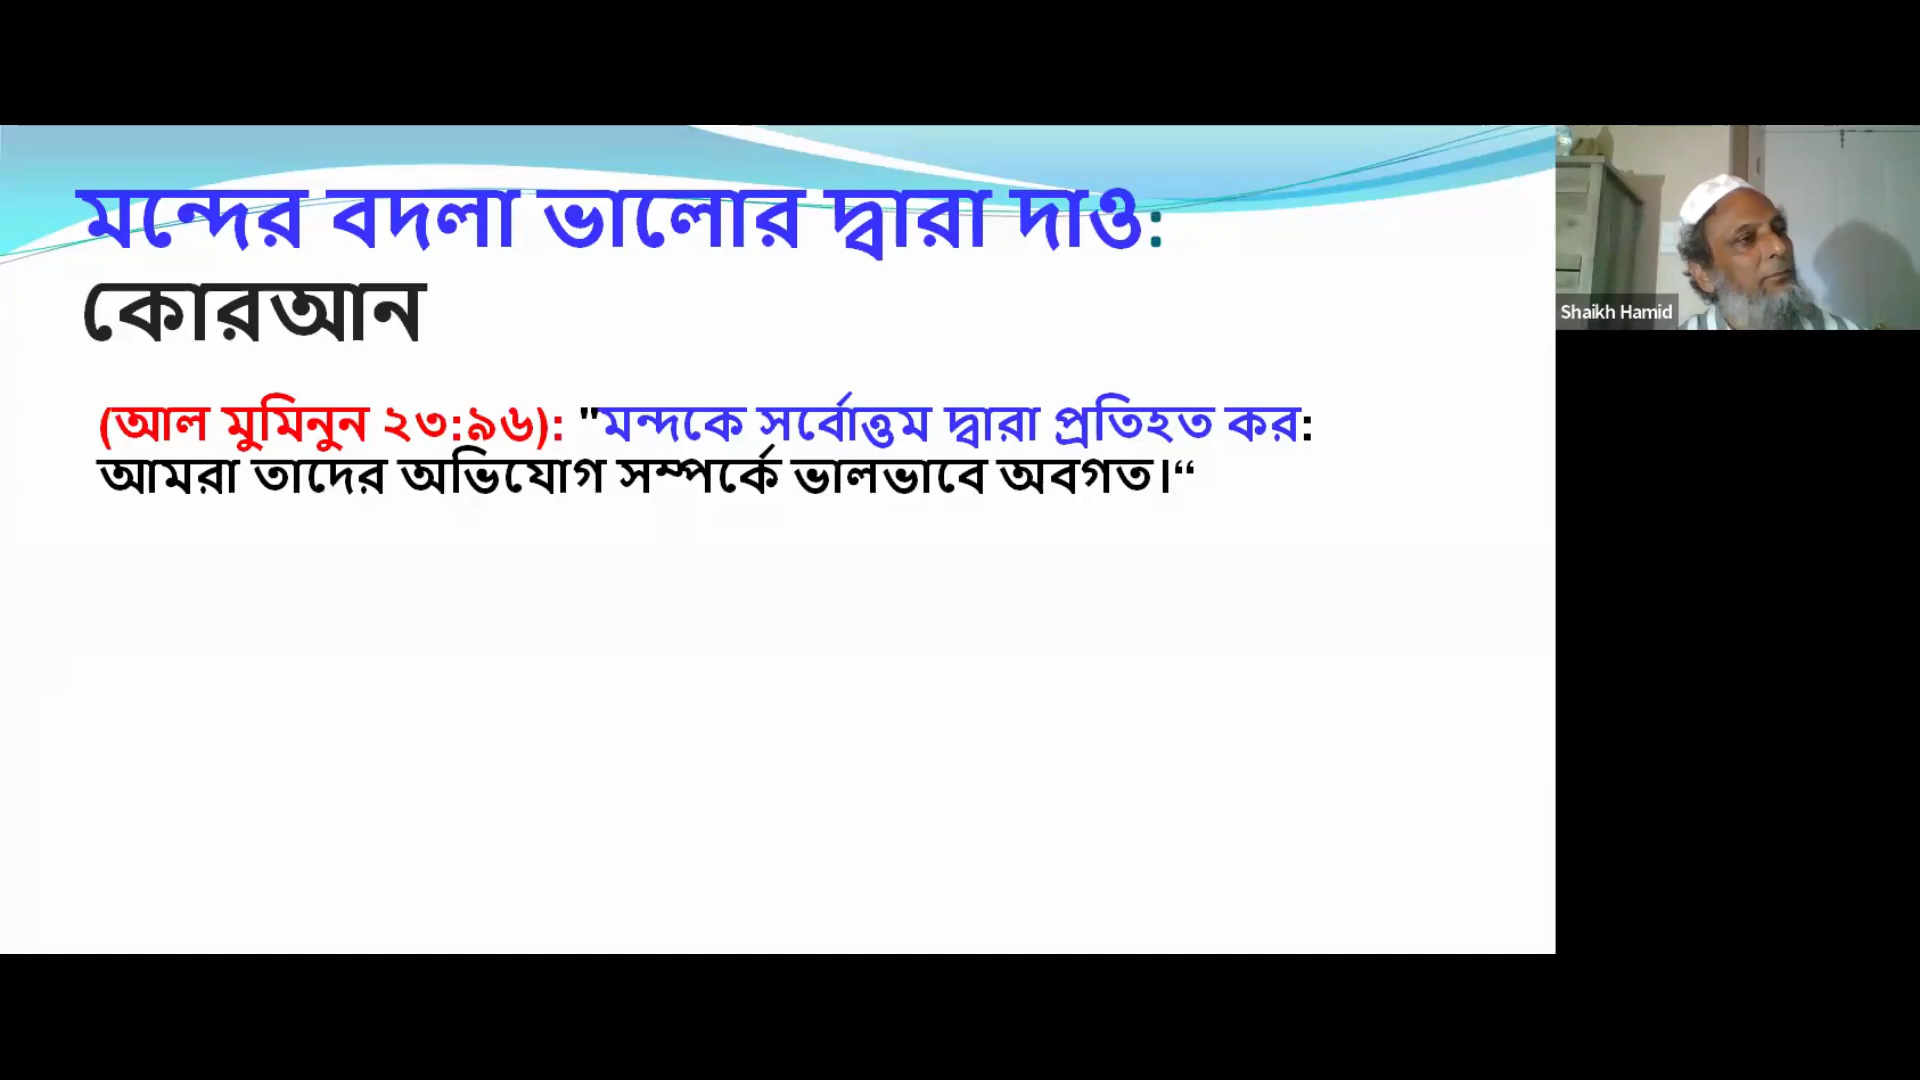 মন্দের বদলা ভালোর দ্বারা দাও:
কোরআন
(আল মুমিনুন ২৩:৯৬): "মন্দকে সর্বোত্তম দ্বারা প্রতিহত কর:
আমরা তাদের অভিযোগ সম্পর্কে ভালভাবে অবগত।“
Shaikh Hamid